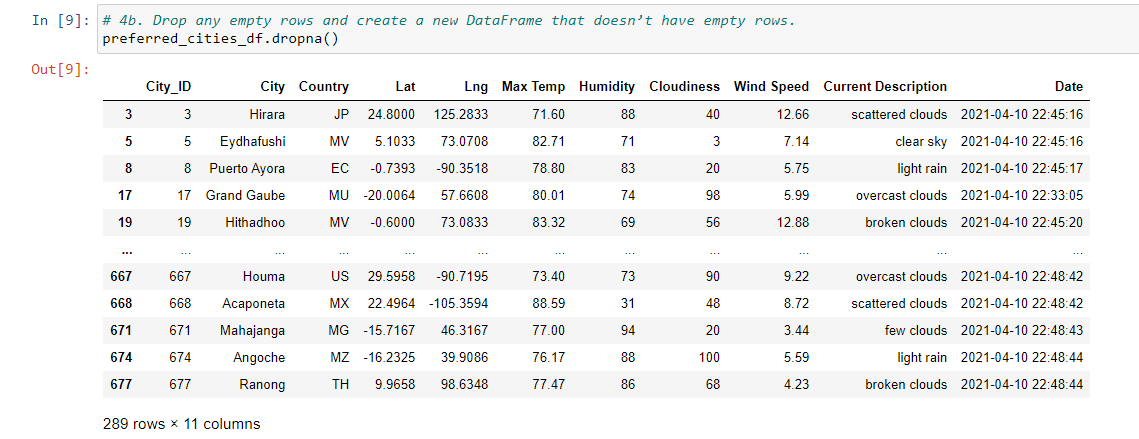 In [9]: # 4b. Drop any empty rows and create a new DataFrame that doesn’t have empty rows.
preferred_cities_df.dropna()
Out[9]:
City_ID City Country Lat Lng Max Temp Humidity Cloudiness Wind Speed Current Description Date
3 3 Hirara JP 24.8000 125.2833 71.60 88 40 12.66 scattered clouds 2021-04-10 22:45:16
5 5 Eydhafushi MV 5.1033 73.0708 82.71 71 3 7.14 clear sky 2021-04-10 22:45:16
8 8 Puerto Ayora EC -0.7393 -90.3518 78.80 83 20 5.75 light rain 2021-04-10 22:45:17
17 17 Grand Gaube MU -20.0064 57.6608 80.01 74 98 5.99 overcast clouds 2021-04-10 22:33:05
19 19 Hithadhoo MV -0.6000 73.0833 83.32 69 56 12.88 broken clouds 2021-04-10 22:45:20
... ... ... ... ... ... ... ... ... ... ... ...
667 667 Houma US 29.5958 -90.7195 73.40 73 90 9.22 overcast clouds 2021-04-10 22:48:42
668 668 Acaponeta MX 22.4964 -105.3594 88.59 31 48 8.72 scattered clouds 2021-04-10 22:48:42
671 671 Mahajanga MG -15.7167 46.3167 77.00 94 20 3.44 few clouds 2021-04-10 22:48:43
674 674 Angoche MZ -16.2325 39.9086 76.17 88 100 5.59 light rain 2021-04-10 22:48:44
677 677 Ranong TH 9.9658 98.6348 77.47 86 68 4.23 broken clouds 2021-04-10 22:48:44
289 rows × 11 columns